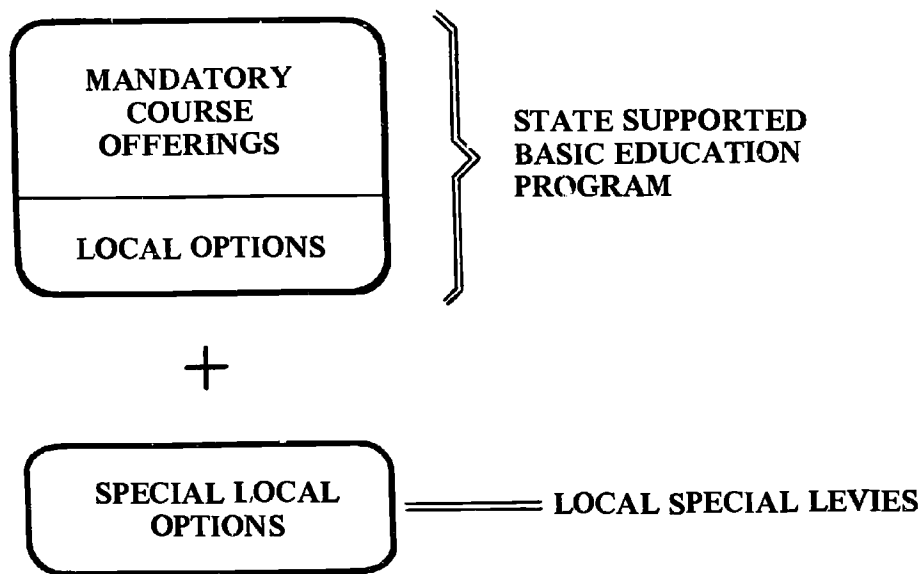 MANDATORY
COURSE
OFFERINGS
LOCAL OPTIONS
STATE SUPPORTED
BASIC EDUCATION
PROGRAM
+
SPECIAL LOCAL
OPTIONS
LOCAL SPECIAL LEVIES